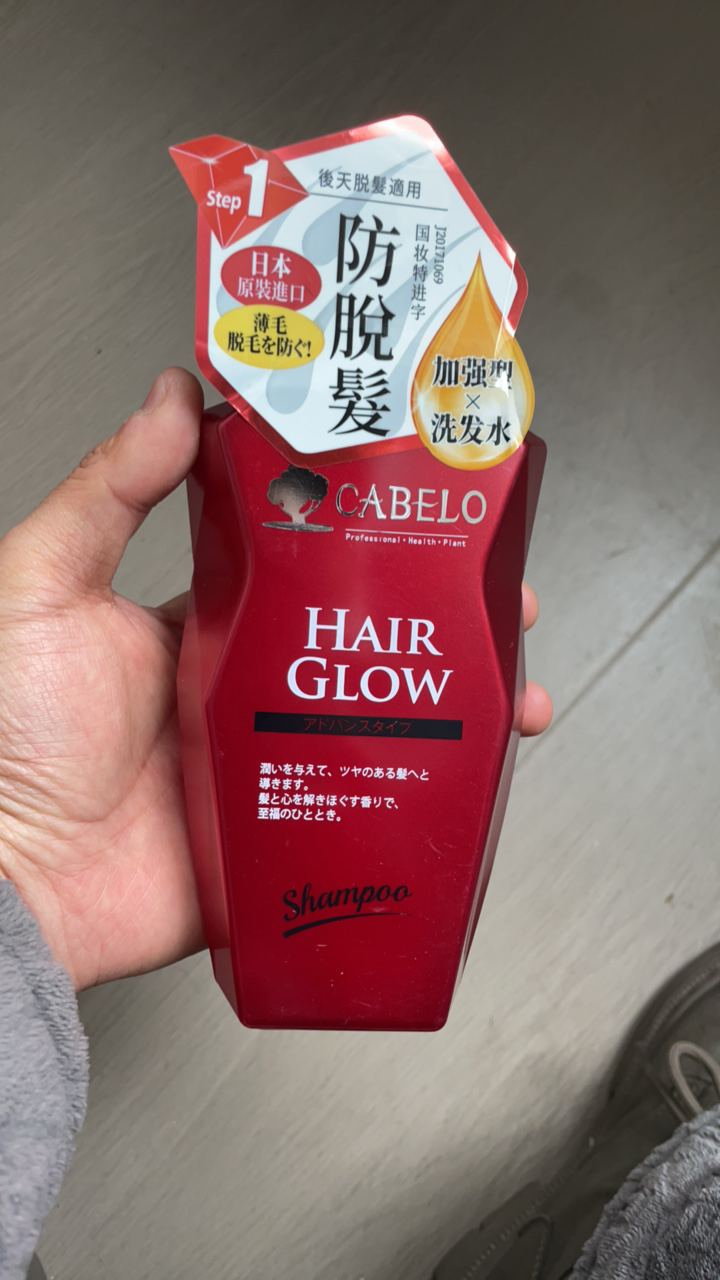 Step 1
後天脱髮適用
防脫髮
国妆特进字
J20171069
日本
原裝進口
薄毛
脱毛を防ぐ!
加强型
×
洗发水
CABELO
Professional・Health・Plant
HAIR
GLOW
アドバンスタイプ
潤いを与えて、ツヤのある髪へと
導きます。
髪と心を解きほぐす香りで、
至福のひととき。
Shampoo